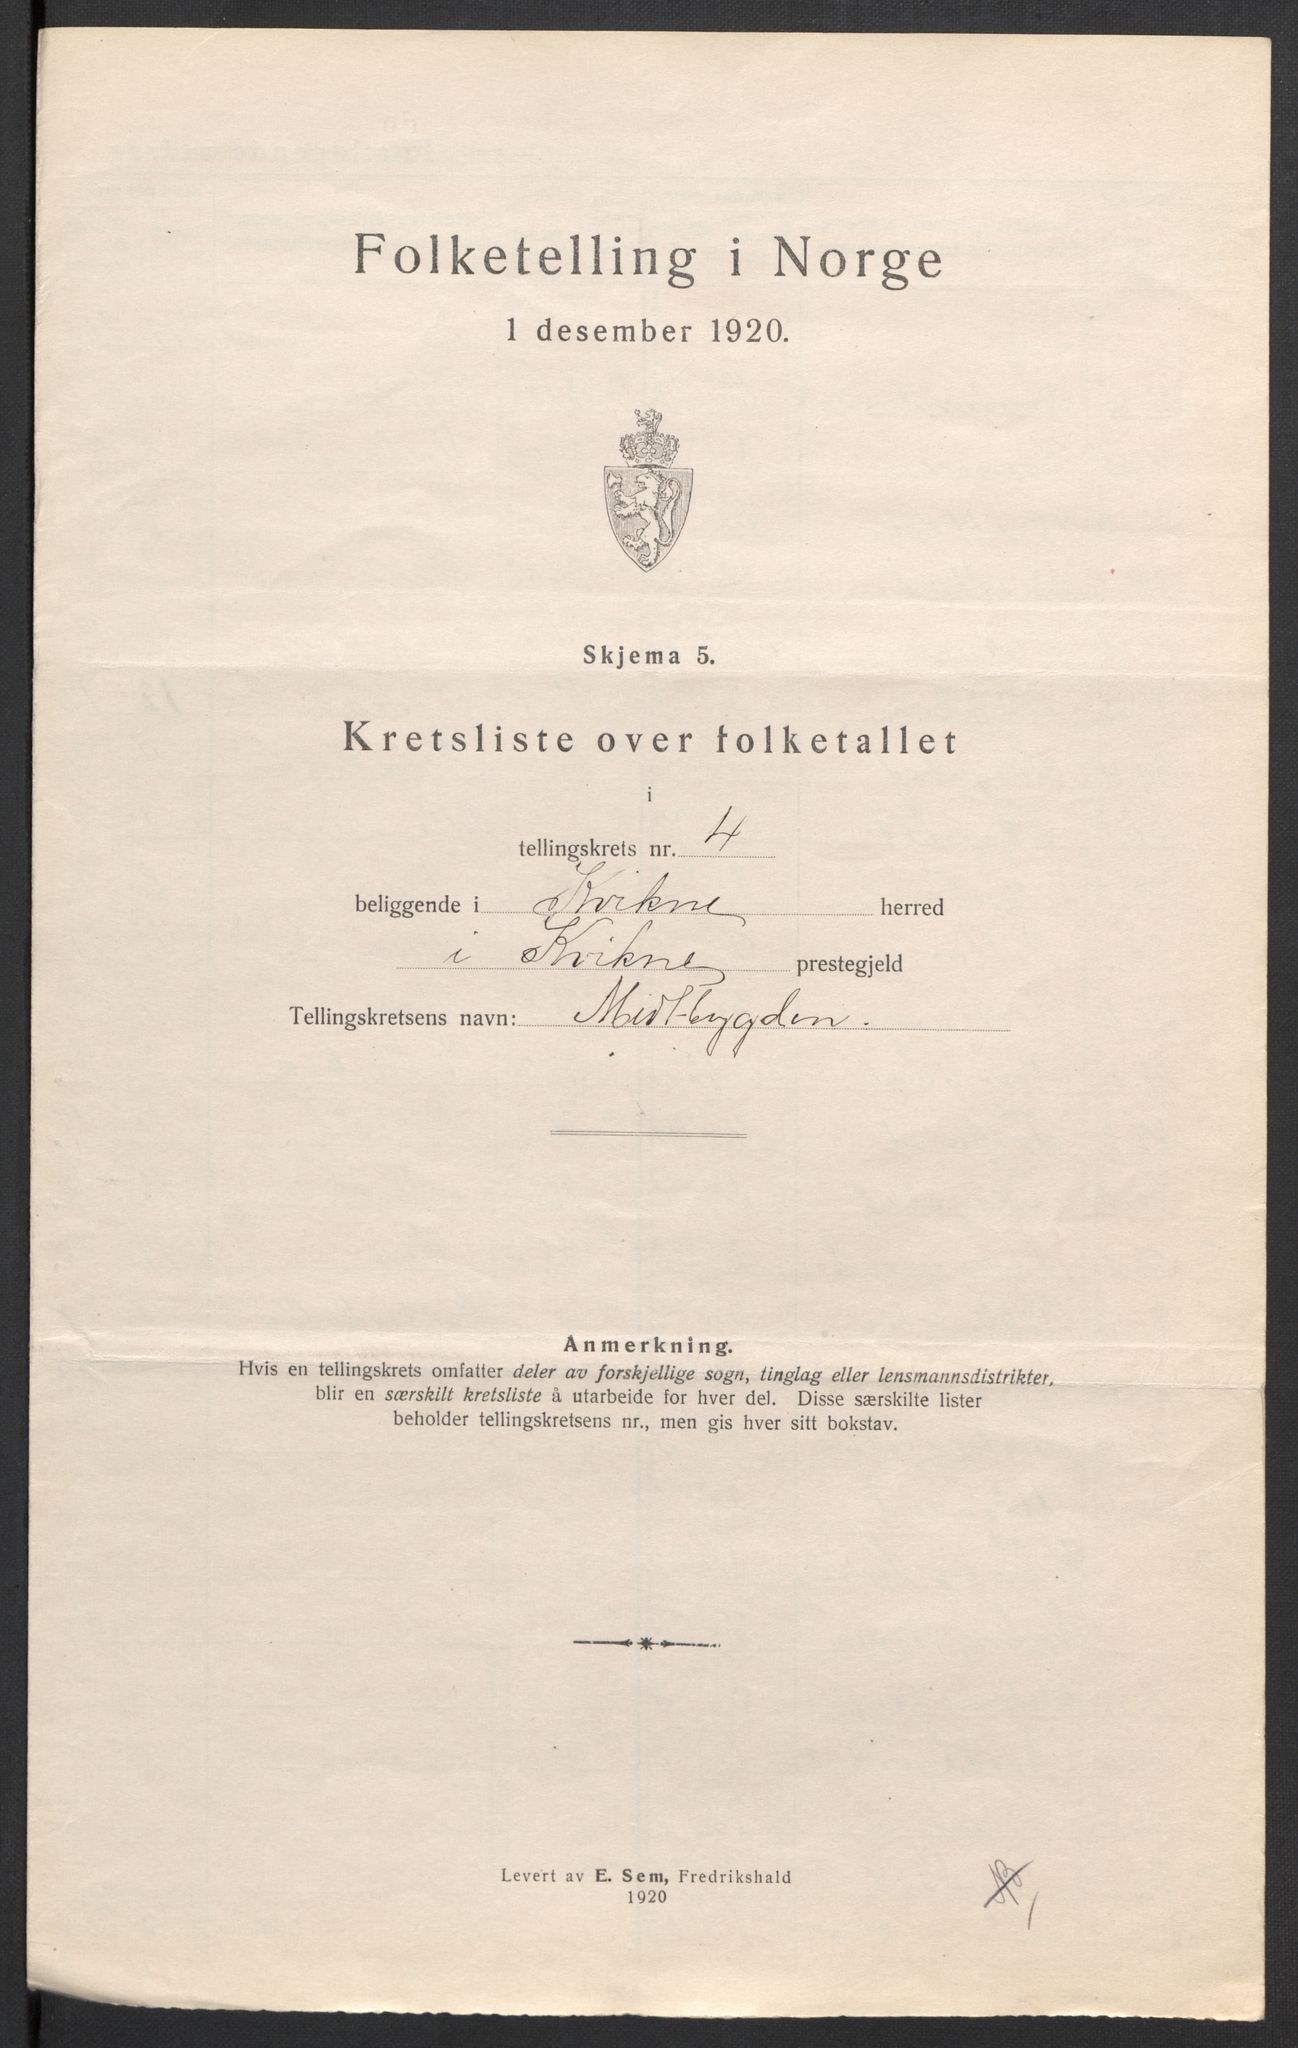 Folketelling i Norge
1 desember 1920.
Skjema 5.
Kretsliste over folketallet
i
tellingskrets nr. 4
beliggende i Kvikne herred
i Kvikne prestegjeld
Tellingskretsens navn: Midtbygden.
Anmerkning.
Hvis en tellingskrets omfatter deler av forskjellige sogn, tinglag eller lensmannsdistrikter,
blir en særskilt kretsliste å utarbeide for hver del. Disse særskilte lister
beholder tellingskretsens nr., men gis hver sitt bokstav.
Levert av E. Sem, Fredrikshald
1920